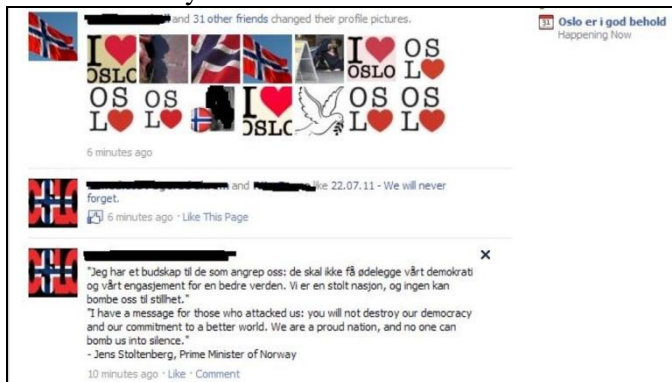 and 31 other friends changed their profile pictures.
I ❤
OSLO
I ❤
OSLO
OS
L❤
OS
L❤
OS
L❤
I ❤
OSLO
OS
L❤
OS
L❤
6 minutes ago
and like 22.07.11 - We will never
forget.
6 minutes ago · Like This Page
"Jeg har et budskap til de som angrep oss: de skal ikke få ødelegge vårt demokrati
og vårt engasjement for en bedre verden. Vi er en stolt nasjon, og ingen kan
bombe oss til stillhet."
"I have a message for those who attacked us: you will not destroy our democracy
and our commitment to a better world. We are a proud nation, and no one can
bomb us into silence."
- Jens Stoltenberg, Prime Minister of Norway
10 minutes ago · Like · Comment
31 Oslo er i god behold
Happening Now